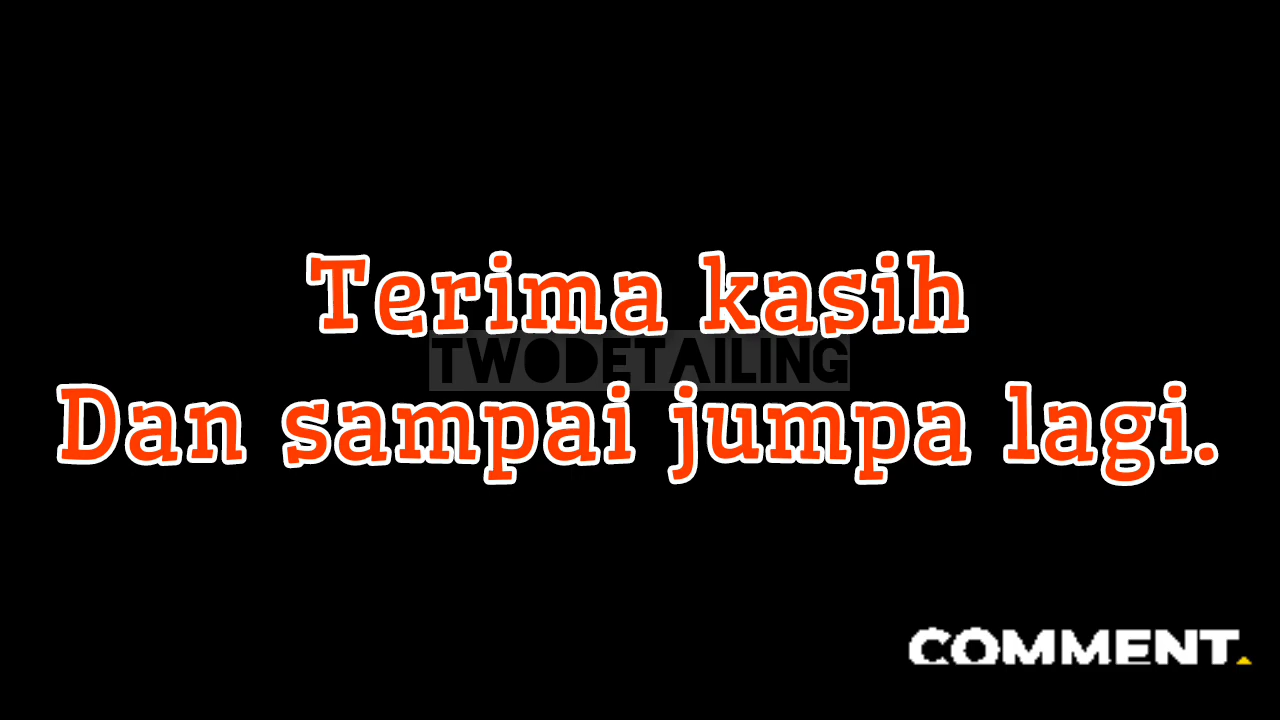 Terima kasih
TWODETAILING
Dan sampai jumpa lagi.
COMMENT.